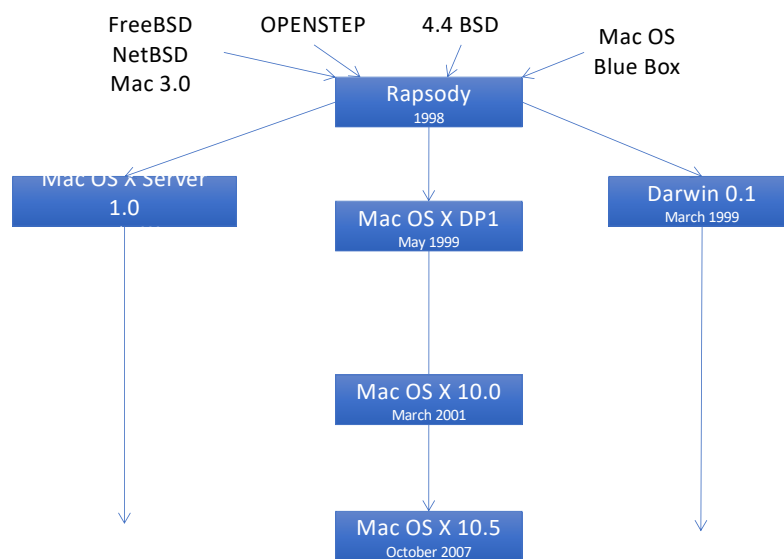 FreeBSD
NetBSD
Mac 3.0
OPENSTEP
4.4 BSD
Mac OS
Blue Box
Rapsody
1998
Mac OS X Server
1.0
Mac OS X DP1
May 1999
Darwin 0.1
March 1999
Mac OS X 10.0
March 2001
Mac OS X 10.5
October 2007